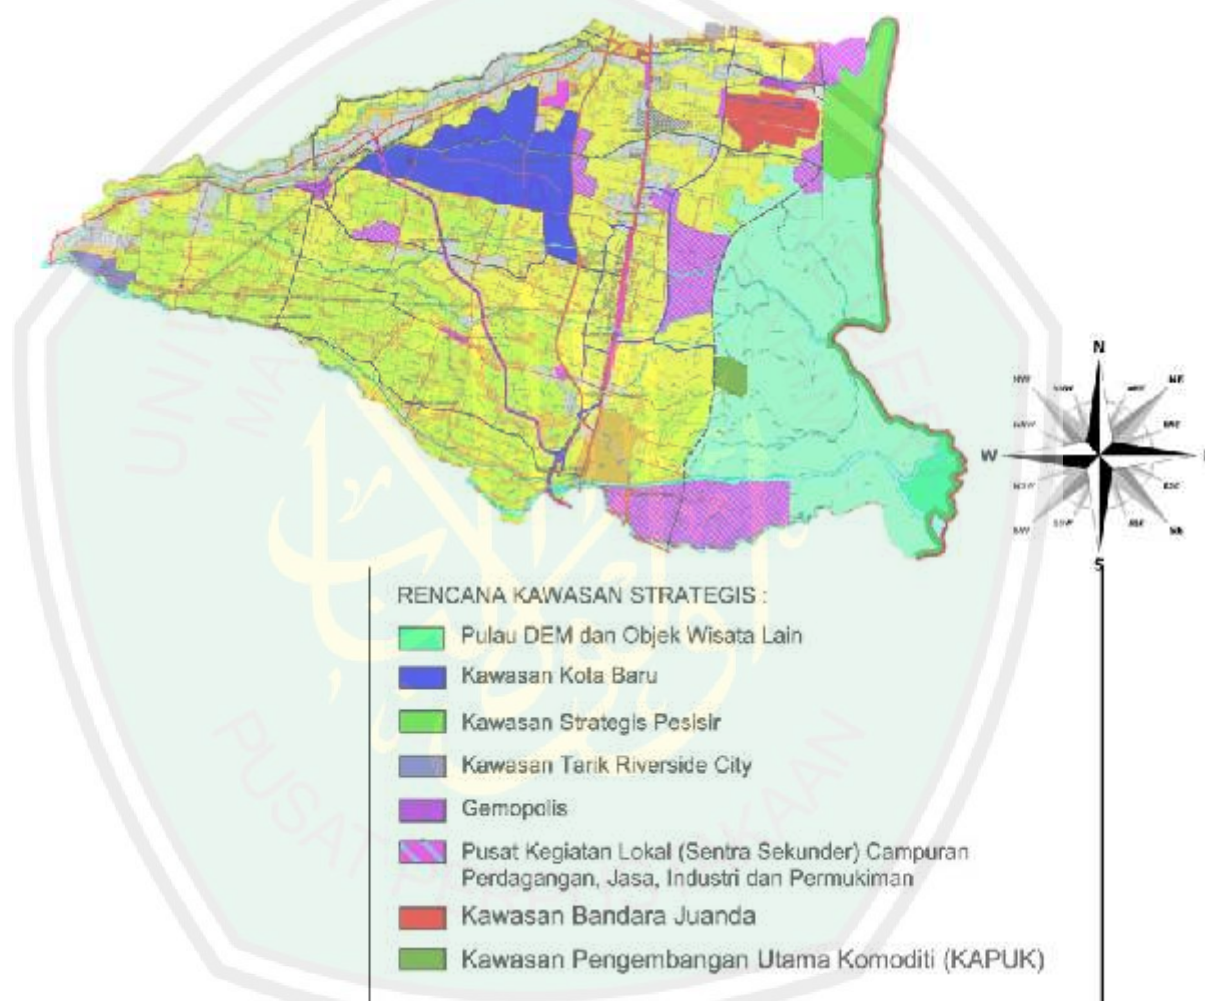 N
W
S
RENCANA KAWASAN STRATEGIS :
Pulau DEM dan Objek Wisata Lain
Kawasan Kota Baru
Kawasan Strategis Pesisir
Kawasan Tarik Riverside City
Gemopolis
Pusat Kegiatan Lokal (Sentra Sekunder) Campuran
Perdagangan, Jasa, Industri dan Permukiman
Kawasan Bandara Juanda
Kawasan Pengembangan Utama Komoditi (KAPUK)
PUSAT